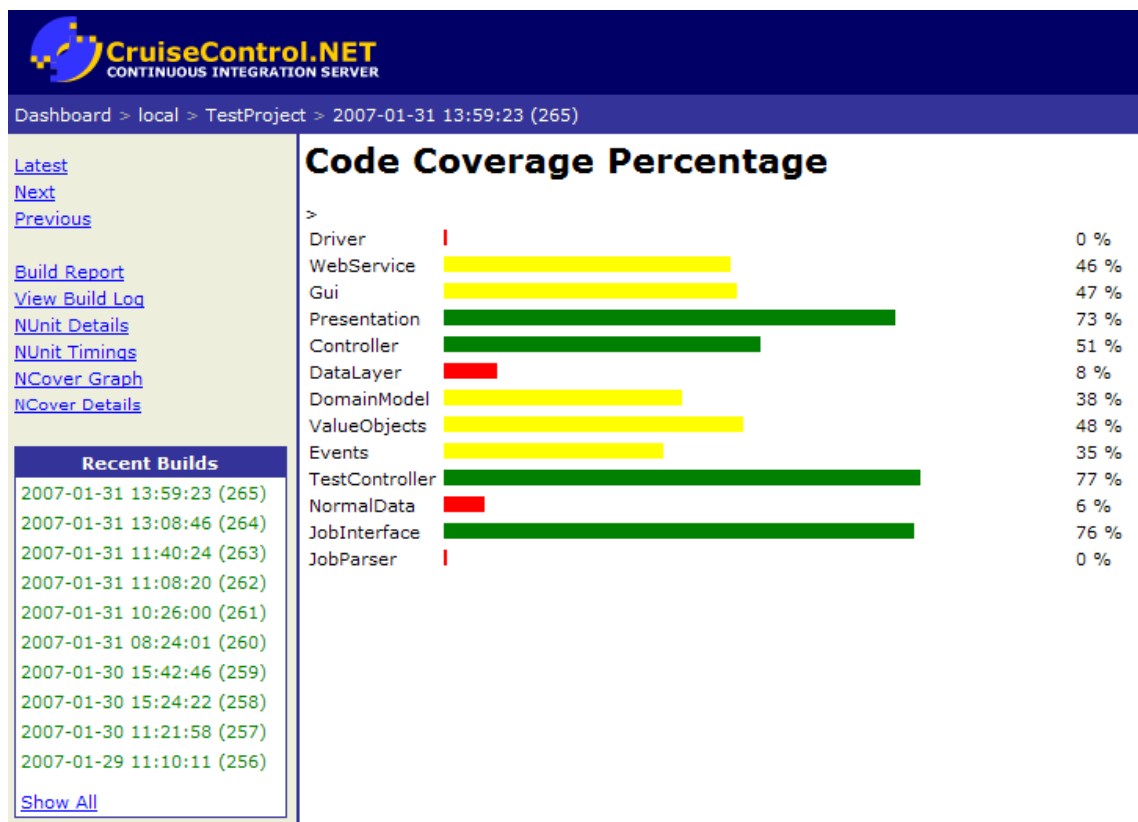 CruiseControl.NET
CONTINUOUS INTEGRATION SERVER
Dashboard > local > TestProject > 2007-01-31 13:59:23 (265)
Latest
Next
Previous
Build Report
View Build Log
NUnit Details
NUnit Timings
NCover Graph
NCover Details
Recent Builds
2007-01-31 13:59:23 (265)
2007-01-31 13:08:46 (264)
2007-01-31 11:40:24 (263)
2007-01-31 11:08:20 (262)
2007-01-31 10:26:00 (261)
2007-01-31 08:24:01 (260)
2007-01-30 15:42:46 (259)
2007-01-30 15:24:22 (258)
2007-01-30 11:21:58 (257)
2007-01-29 11:10:11 (256)
Show All
Code Coverage Percentage
>
Driver 0 %
WebService 46 %
Gui 47 %
Presentation 73 %
Controller 51 %
DataLayer 8 %
DomainModel 38 %
ValueObjects 48 %
Events 35 %
TestController 77 %
NormalData 6 %
JobInterface 76 %
JobParser 0 %